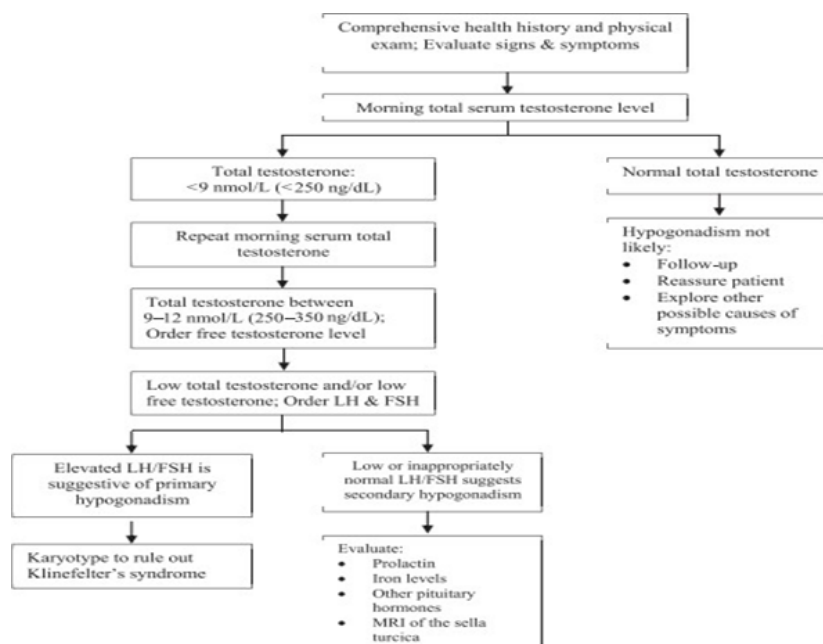 Comprehensive health history and physical
exam; Evaluate signs & symptoms
Morning total serum testosterone level
Total testosterone:
<9 nmol/L (<250 ng/dL)
Normal total testosterone
Repeat morning serum total
testosterone
Hypogonadism not
likely:
• Follow-up
• Reassure patient
• Explore other
possible causes of
symptoms
Total testosterone between
9–12 nmol/L (250–350 ng/dL);
Order free testosterone level
Low total testosterone and/or low
free testosterone; Order LH & FSH
Elevated LH/FSH is
suggestive of primary
hypogonadism
Low or inappropriately
normal LH/FSH suggests
secondary hypogonadism
Karyotype to rule out
Klinefelter's syndrome
Evaluate:
• Prolactin
• Iron levels
• Other pituitary
hormones
• MRI of the sella
turcica